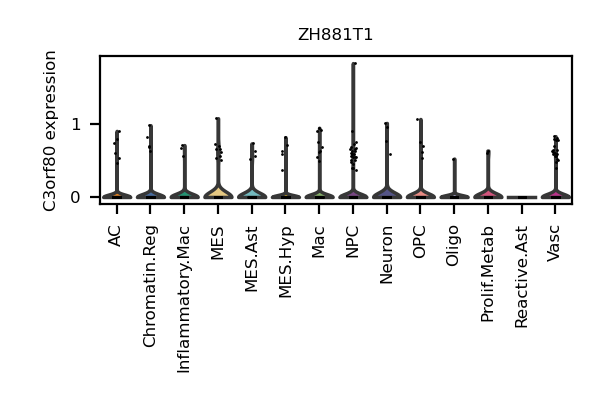 ZH881T1
C3orf80 expression
1
0
AC
Chromatin.Reg
Inflammatory.Mac
MES
MES.Ast
MES.Hyp
Mac
NPC
Neuron
OPC
Oligo
Prolif.Metab
Reactive.Ast
Vasc